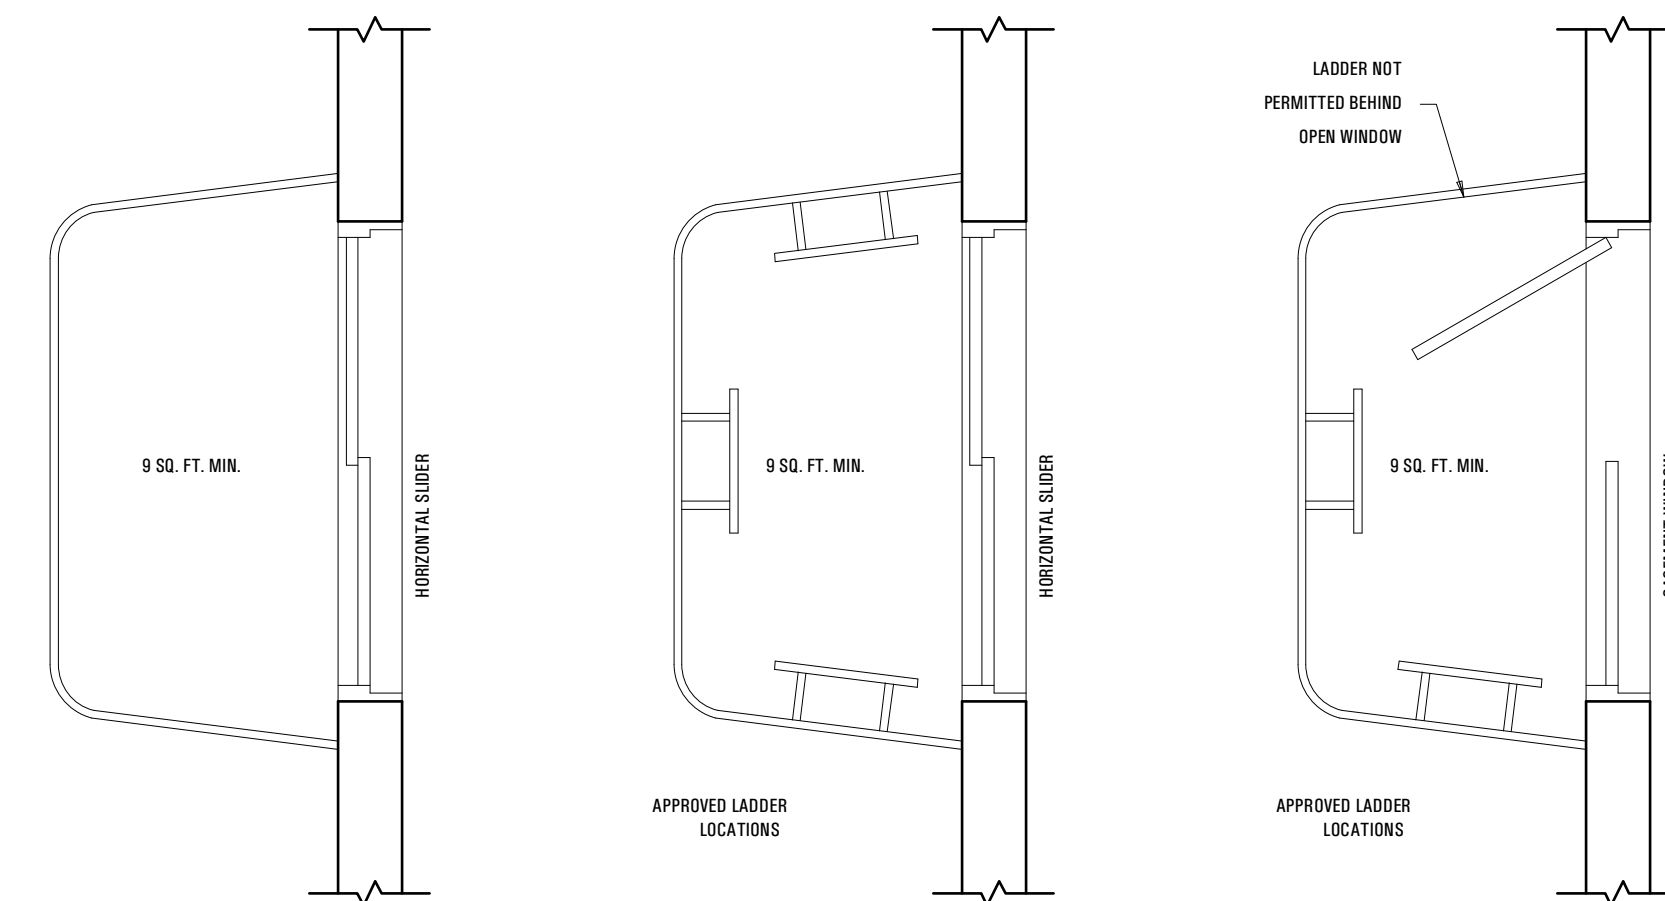 9 SQ. FT. MIN.
HORIZONTAL SLIDER
9 SQ. FT. MIN.
HORIZONTAL SLIDER
APPROVED LADDER
LOCATIONS
LADDER NOT
PERMITTED BEHIND
OPEN WINDOW
9 SQ. FT. MIN.
APPROVED LADDER
LOCATIONS